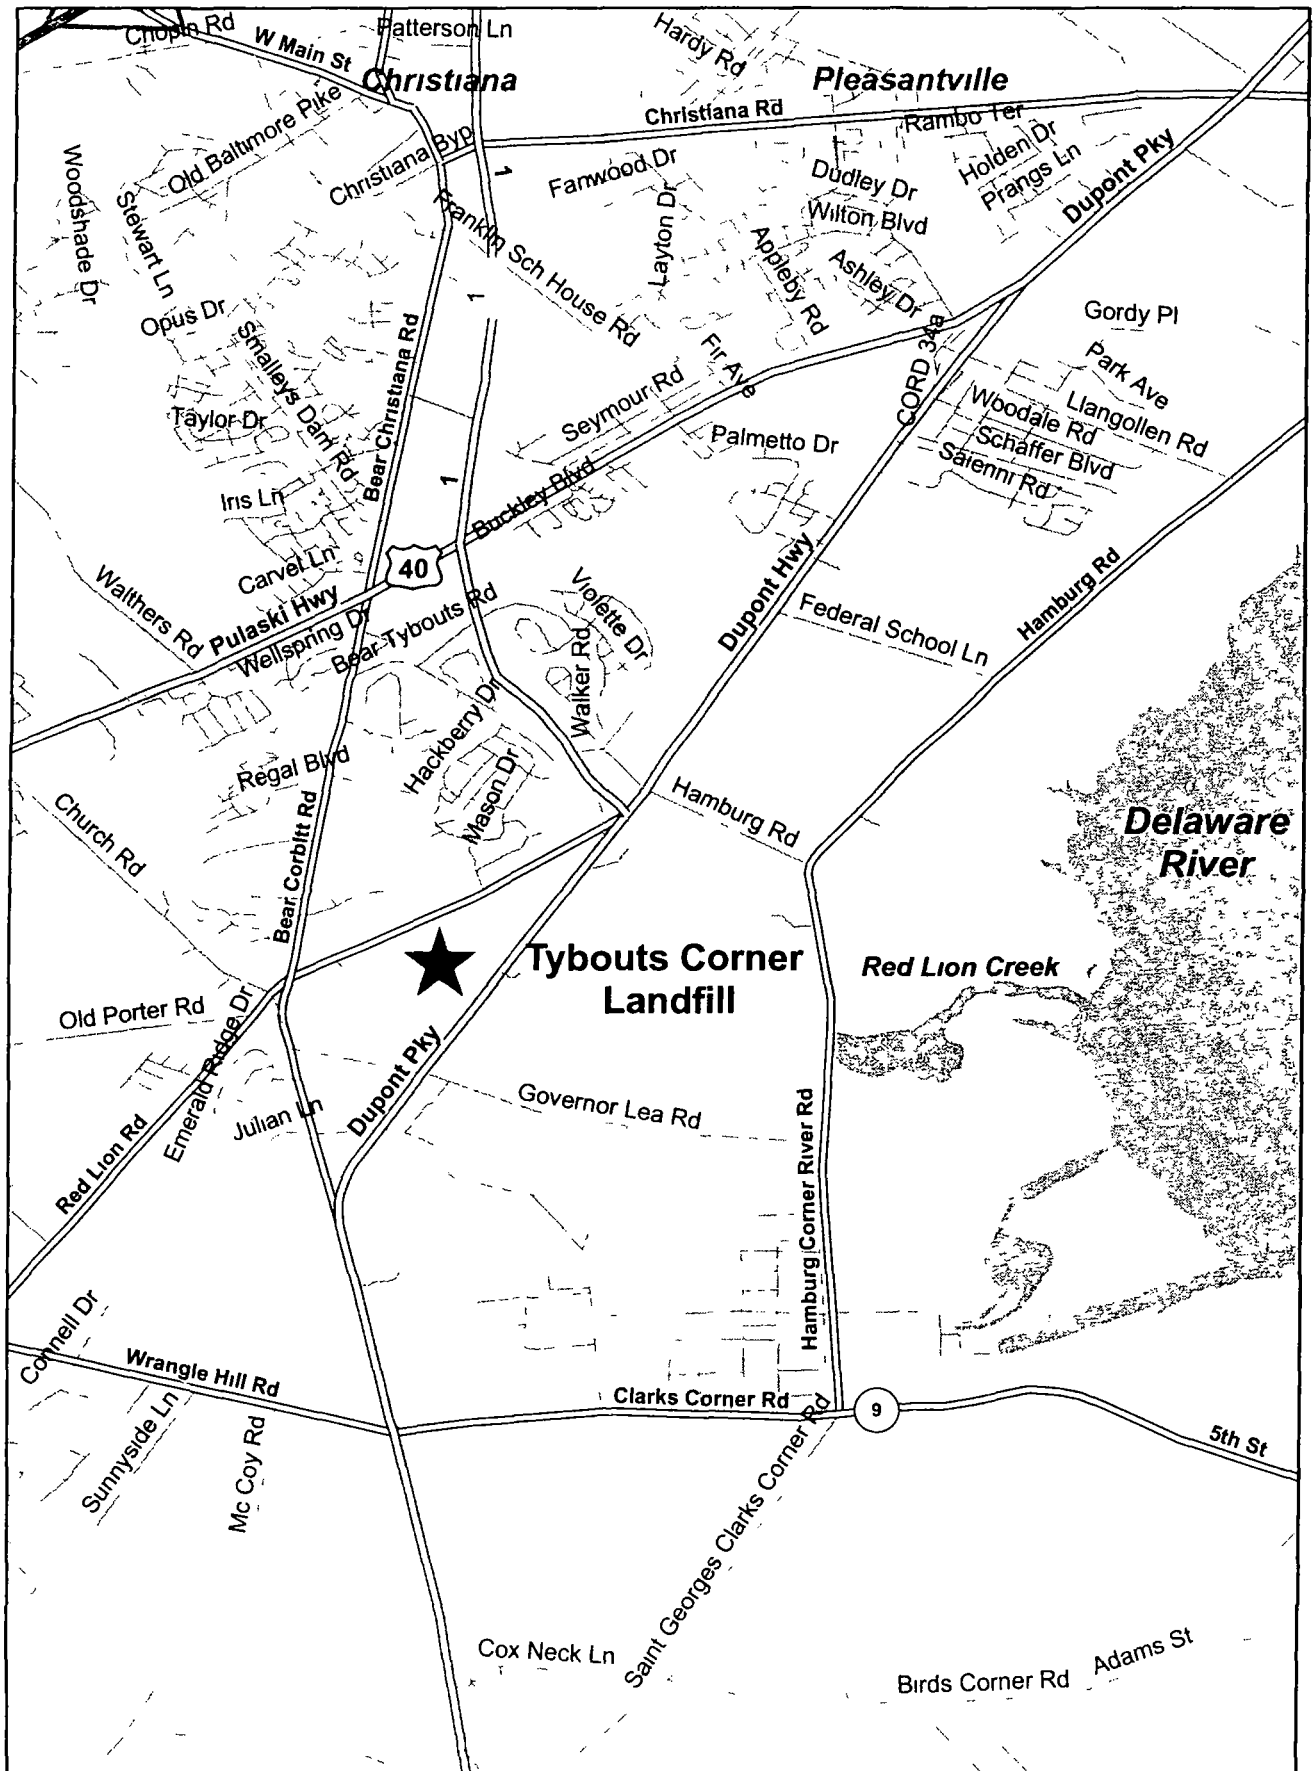 Chopin Rd
Patterson Ln
Hardy Rd
W Main St
Christiana
Pleasantville
Christiana Rd
Rambo Ter
Old Baltimore Pike
Christiana Byp
1
Fanwood Dr
Holden Dr
Prangs Ln
Dupont Pky
Dudley Dr
Wilton Blvd
Woodshade Dr
Stewart Ln
Franklin Sch House Rd
Layton Dr
Appleby Rd
Ashley Dr
Opus Dr
1
Gordy Pl
Smalleys Dam Rd
Bear Christiana Rd
Fir Ave
CORD 348
Park Ave
Seymour Rd
Woodale Rd
Llangollen Rd
Taylor Dr
Palmetto Dr
Schaffer Blvd
Saienni Rd
Iris Ln
1
Buckley Blvd
Carvel Ln
40
Walthers Rd
Pulaski Hwy
Wellspring Dr
Bear Tybouts Rd
Violette Dr
Walker Rd
Dupont Hwy
Federal School Ln
Hamburg Rd
Hackberry Dr
Regal Blvd
Mason Dr
Church Rd
Hamburg Rd
Delaware
River
Bear Corbitt Rd
Tybouts Corner
Landfill
Red Lion Creek
Old Porter Rd
Emerald Ridge Dr
Dupont Pky
Julian Ln
Governor Lea Rd
Red Lion Rd
Hamburg Corner River Rd
Connell Dr
Wrangle Hill Rd
Clarks Corner Rd
9
5th St
Sunnyside Ln
Mc Coy Rd
Saint Georges Clarks Corner Rd
Cox Neck Ln
Birds Corner Rd
Adams St